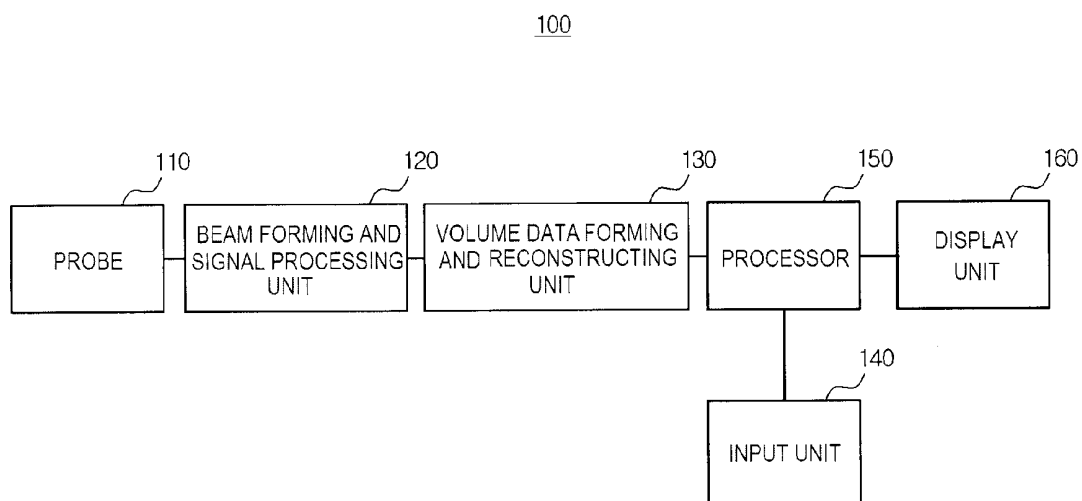 100
110
120
130
150
160
PROBE
BEAM FORMING AND
SIGNAL PROCESSING
UNIT
VOLUME DATA FORMING
AND RECONSTRUCTING
UNIT
PROCESSOR
DISPLAY
UNIT
140
INPUT UNIT